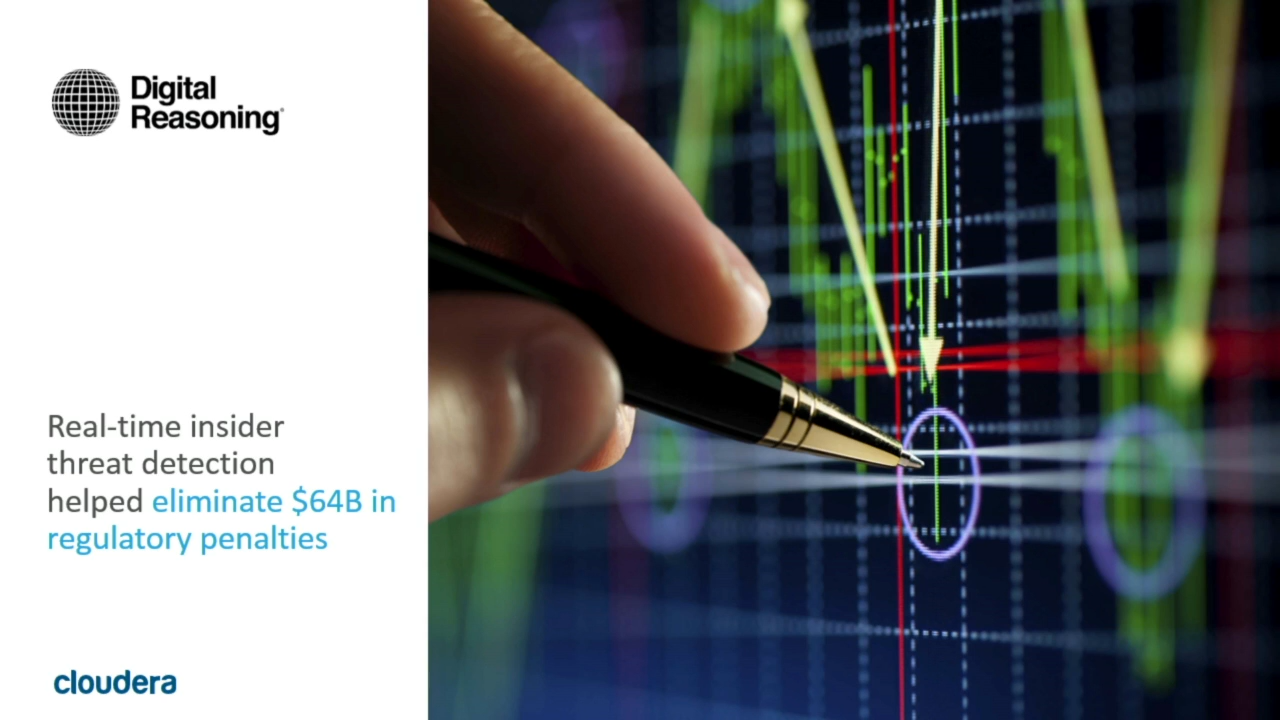 Digital
Reasoning®
Real-time insider
threat detection
helped eliminate $64B in
regulatory penalties
cloudera